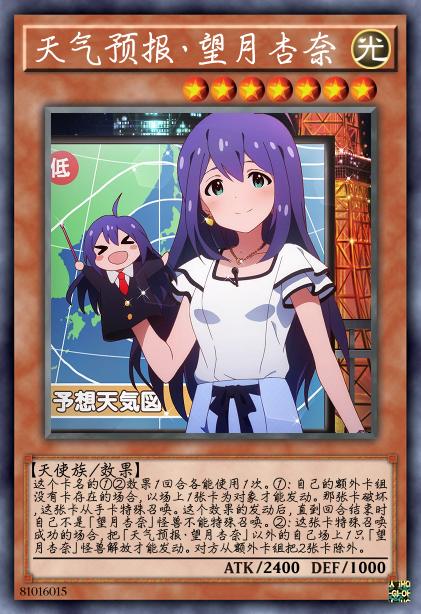 天气预报·望月杏奈
光
低
予想天気図
【天使族/效果】
这个卡名的①②效果1回合各能使用1次。①：自己的额外卡组
没有卡存在的场合，以场上1张卡为对象才能发动。那张卡破坏，
这张卡从手卡特殊召唤。这个效果的发动后，直到回合结束时
自己不是「望月杏奈」怪兽不能特殊召唤。②：这张卡特殊召唤
成功的场合，把「天气预报·望月杏奈」以外的自己场上1只「望
月杏奈」怪兽解放才能发动。对方从额外卡组把2张卡除外。
ATK/2400 DEF/1000
81016015